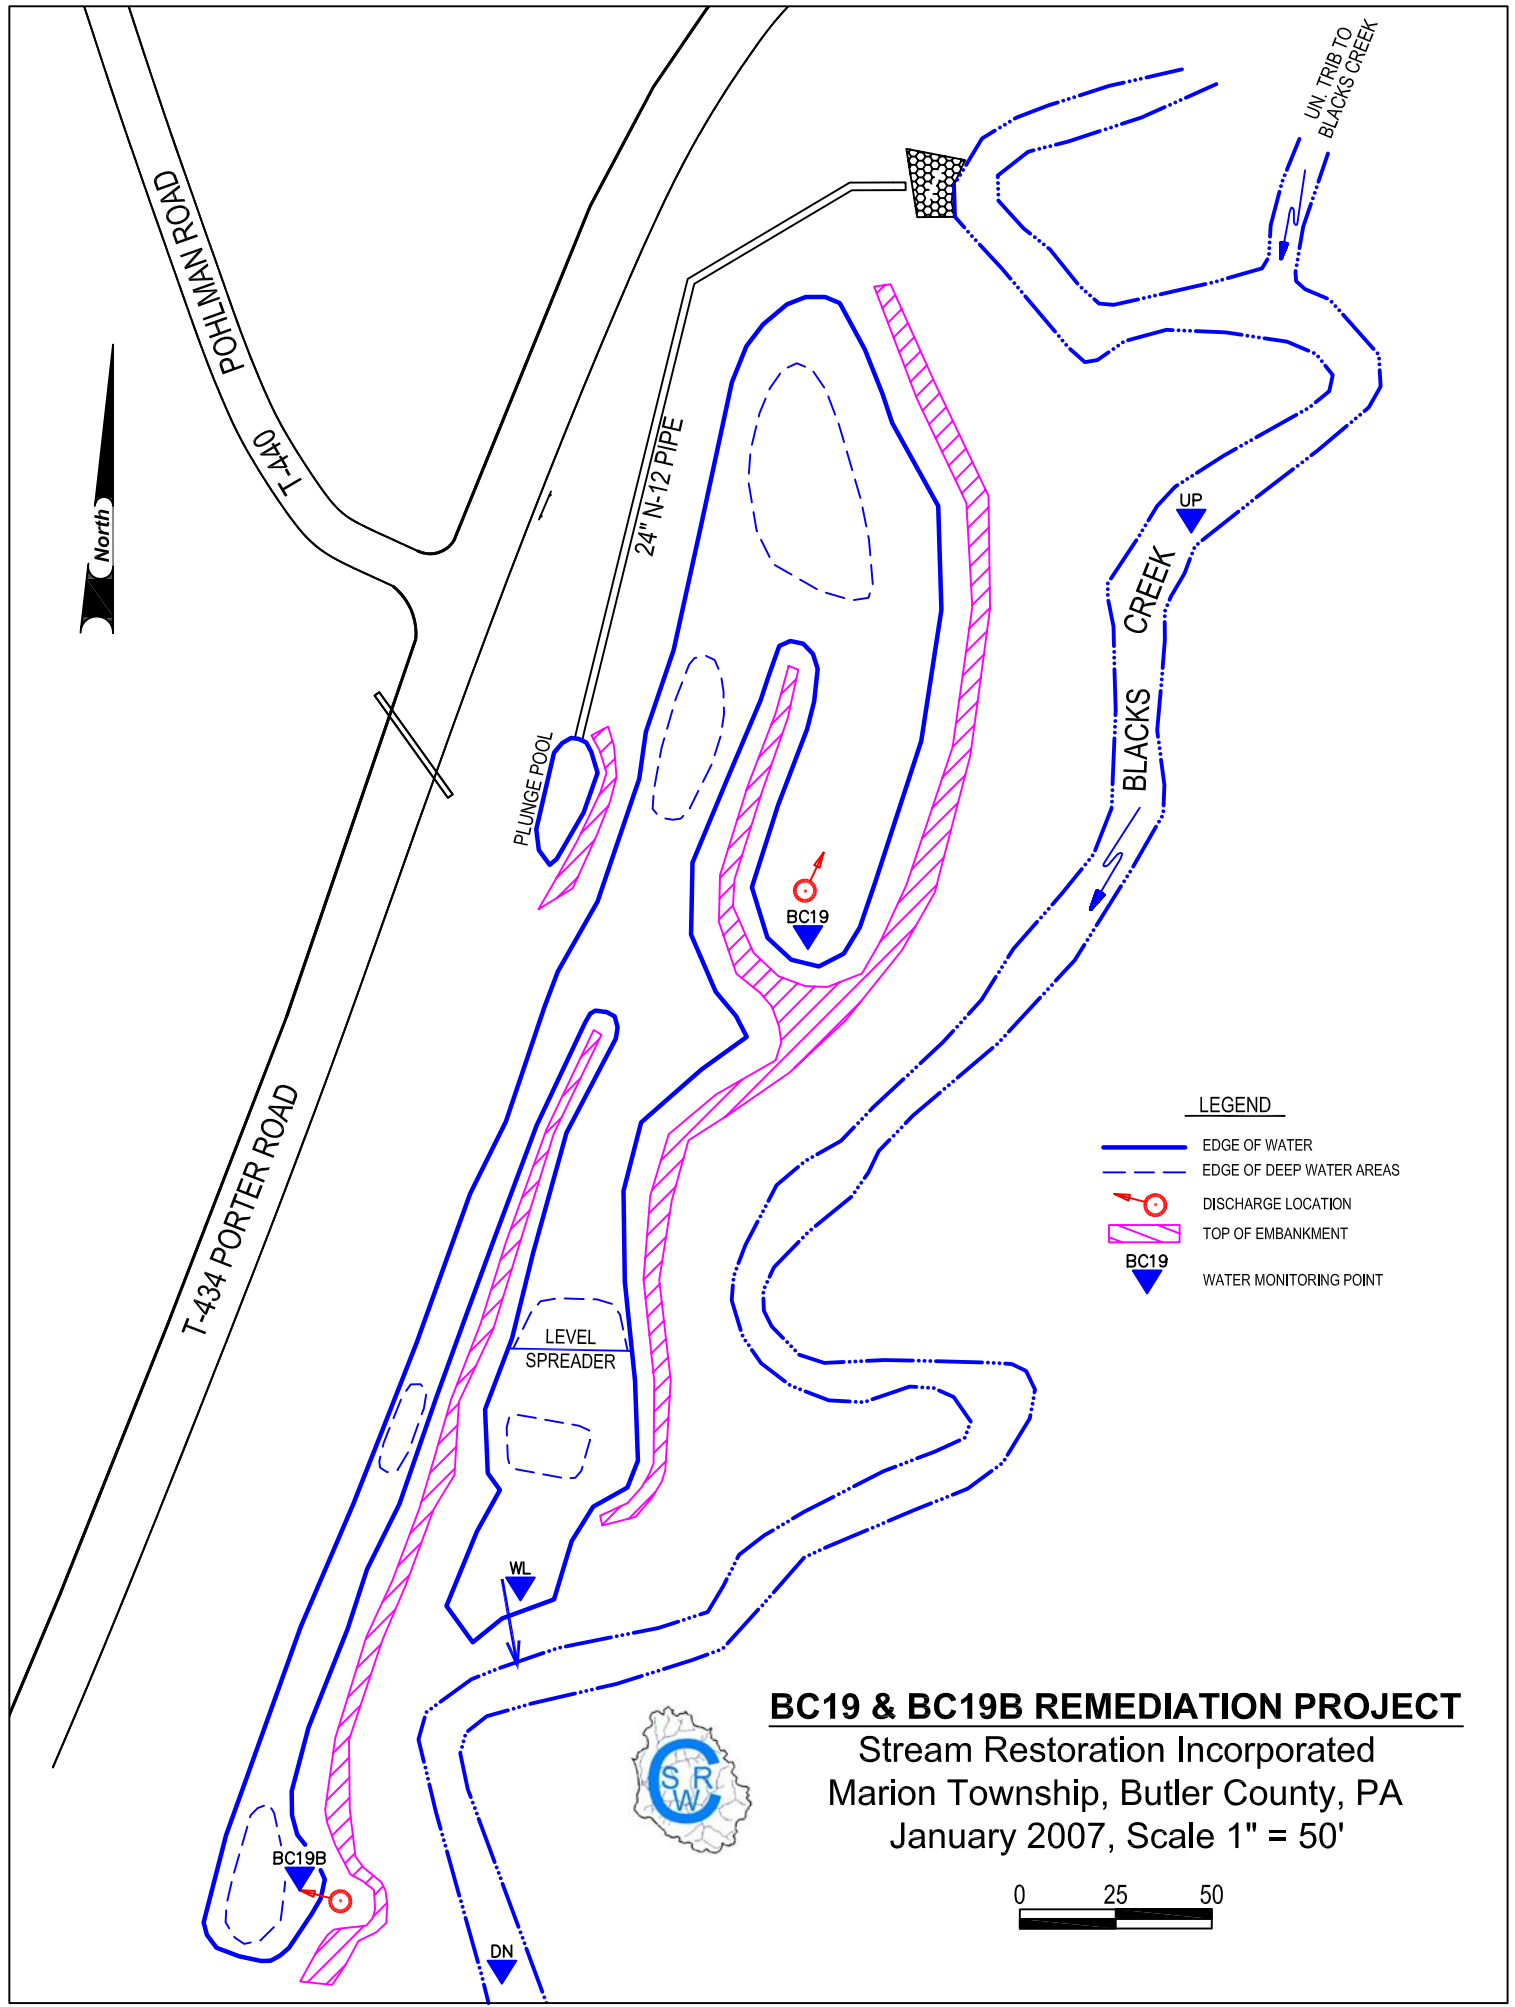 UN. TRIB TO
BLACKS CREEK
POHLMAN ROAD
T-440
North
24" N-12 PIPE
UP
CREEK
BLACKS
PLUNGE POOL
BC19
T-434 PORTER ROAD
LEGEND
EDGE OF WATER
EDGE OF DEEP WATER AREAS
DISCHARGE LOCATION
TOP OF EMBANKMENT
BC19
WATER MONITORING POINT
LEVEL
SPREADER
WL
BC19 & BC19B REMEDIATION PROJECT
Stream Restoration Incorporated
Marion Township, Butler County, PA
January 2007, Scale 1" = 50'
S R
W
C
BC19B
0 25 50
DN